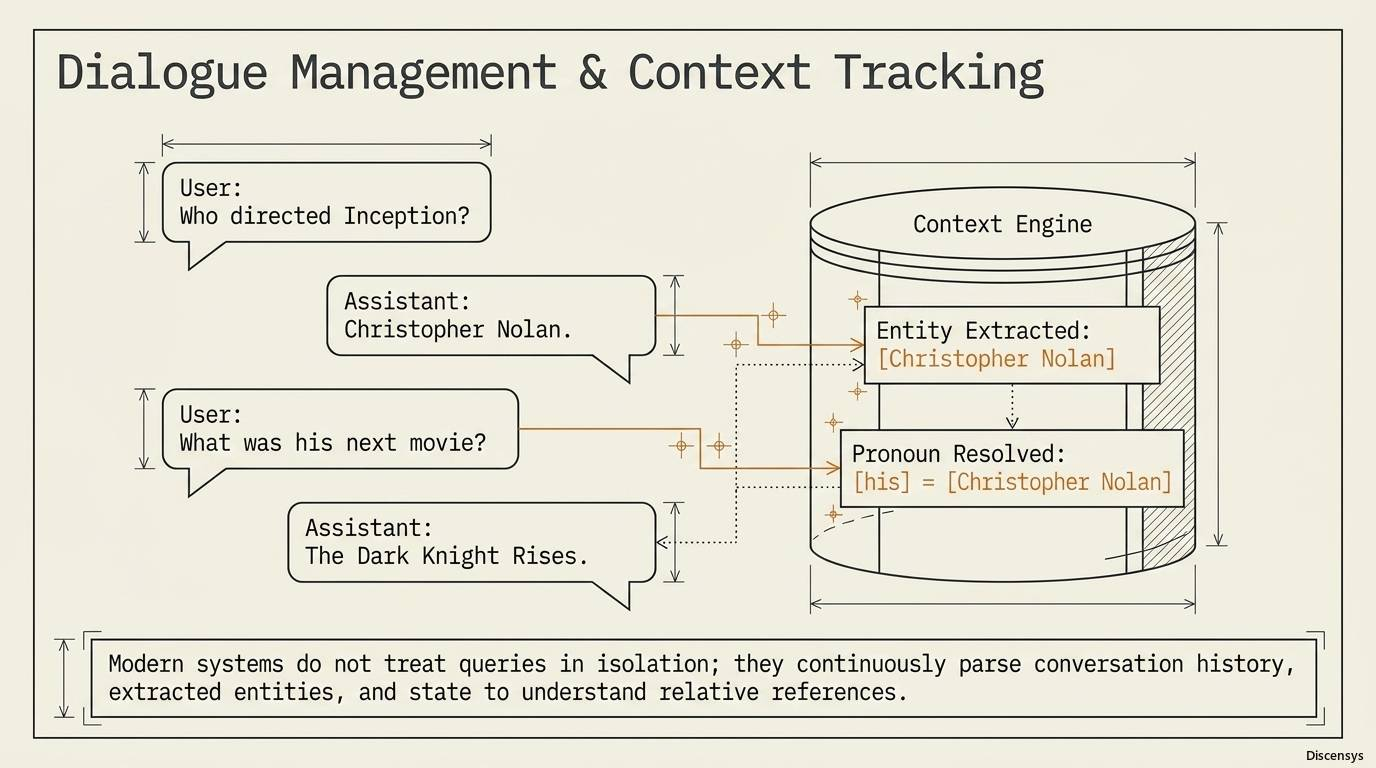 Dialogue Management & Context Tracking
User:
Who directed Inception?
Assistant:
Christopher Nolan.
User:
What was his next movie?
Assistant:
The Dark Knight Rises.
Context Engine
Entity Extracted:
[Christopher Nolan]
Pronoun Resolved:
[his] = [Christopher Nolan]
Modern systems do not treat queries in isolation; they continuously parse conversation history,
extracted entities, and state to understand relative references.
Discensys